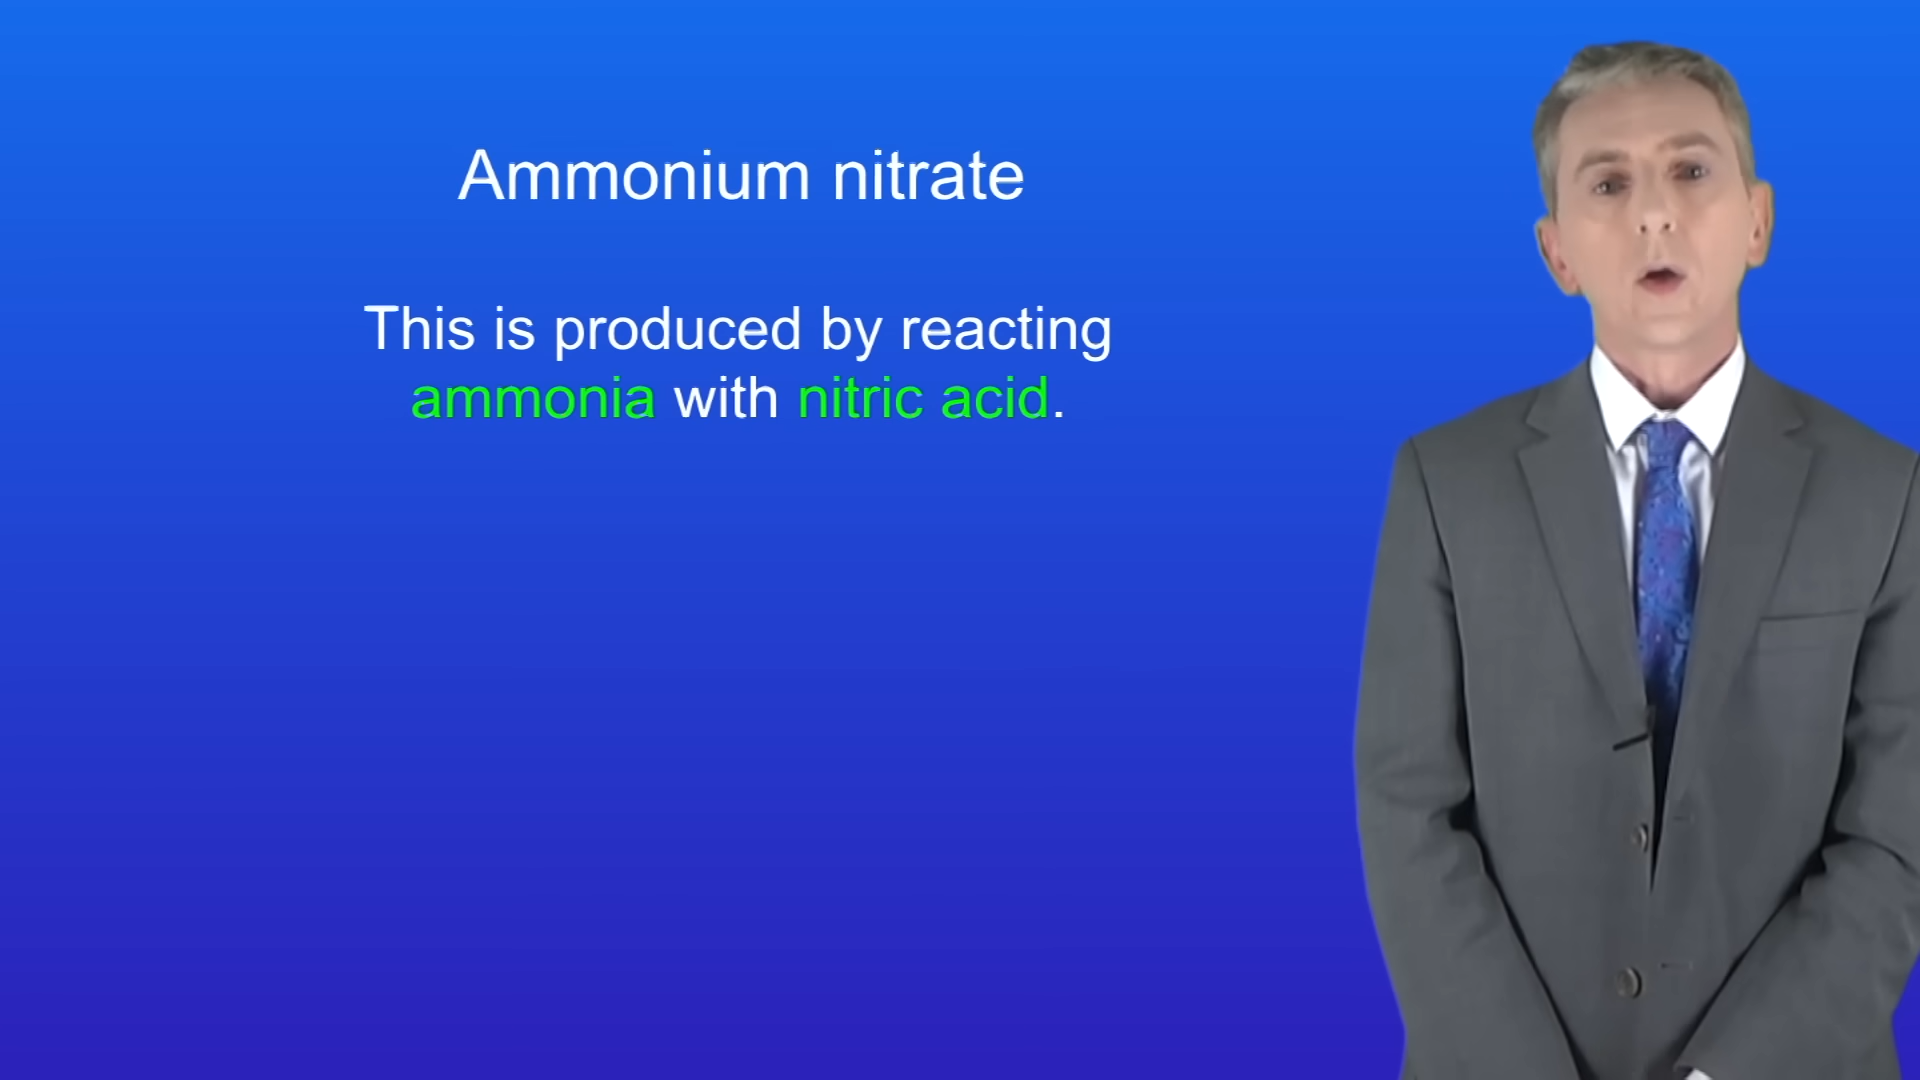 Ammonium nitrate
This is produced by reacting
ammonia with nitric acid.